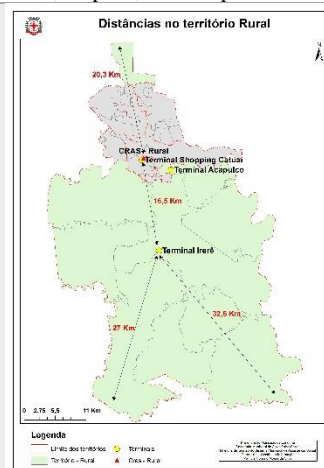 Distâncias no território Rural
20,3 Km
CRAS+ Rural
Terminal Shopping Catuaí
Terminal Acapulco
16,5 Km
Terminal Irerê
27 Km
32,6 Km
0 2.75 5.5 11 Km
Legenda
Limite dos territórios
Terminais
Território - Rural
Cras - Rural